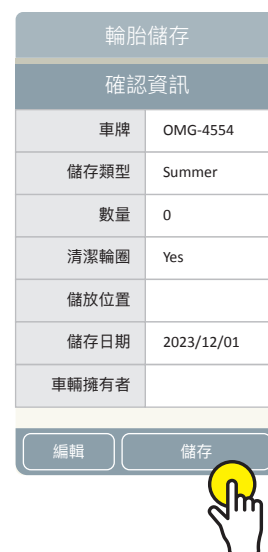 輪胎儲存
確認資訊
車牌 OMG-4554
儲存類型 Summer
數量 0
清潔輪圈 Yes
儲放位置
儲存日期 2023/12/01
車輛擁有者
編輯 儲存